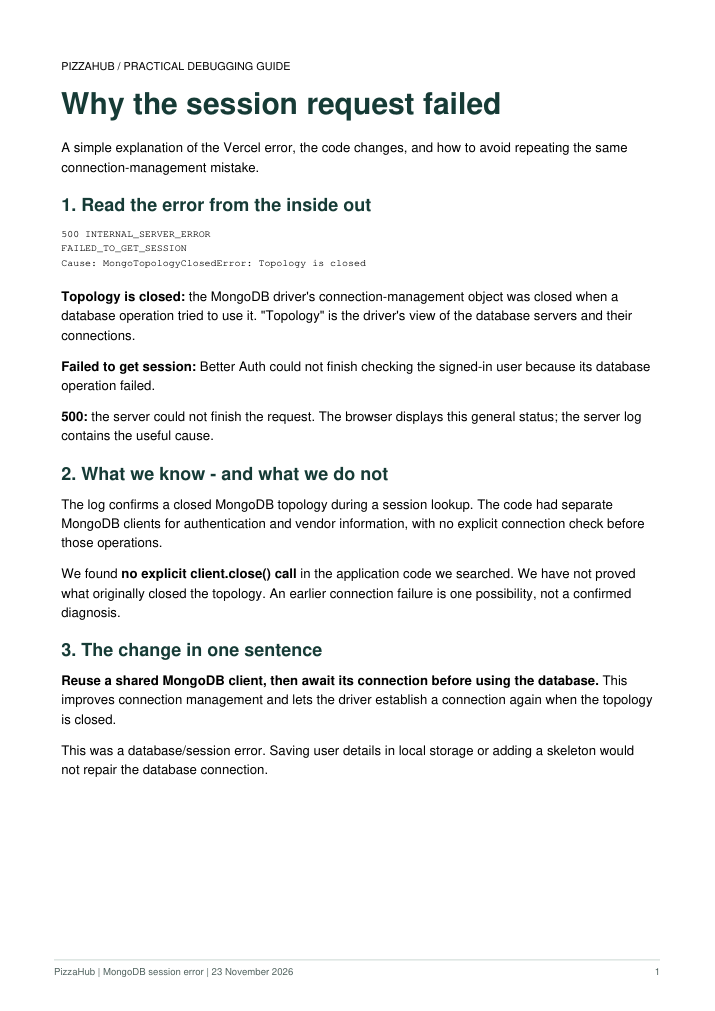 PIZZAHUB / PRACTICAL DEBUGGING GUIDE
Why the session request failed
A simple explanation of the Vercel error, the code changes, and how to avoid repeating the same
connection-management mistake.
1. Read the error from the inside out
500 INTERNAL_SERVER_ERROR
FAILED_TO_GET_SESSION
Cause: MongoTopologyClosedError: Topology is closed
Topology is closed: the MongoDB driver's connection-management object was closed when a
database operation tried to use it. "Topology" is the driver's view of the database servers and their
connections.
Failed to get session: Better Auth could not finish checking the signed-in user because its database
operation failed.
500: the server could not finish the request. The browser displays this general status; the server log
contains the useful cause.
2. What we know - and what we do not
The log confirms a closed MongoDB topology during a session lookup. The code had separate
MongoDB clients for authentication and vendor information, with no explicit connection check before
those operations.
We found no explicit client.close() call in the application code we searched. We have not proved
what originally closed the topology. An earlier connection failure is one possibility, not a confirmed
diagnosis.
3. The change in one sentence
Reuse a shared MongoDB client, then await its connection before using the database. This
improves connection management and lets the driver establish a connection again when the topology
is closed.
This was a database/session error. Saving user details in local storage or adding a skeleton would
not repair the database connection.
PizzaHub | MongoDB session error | 23 November 2026
1